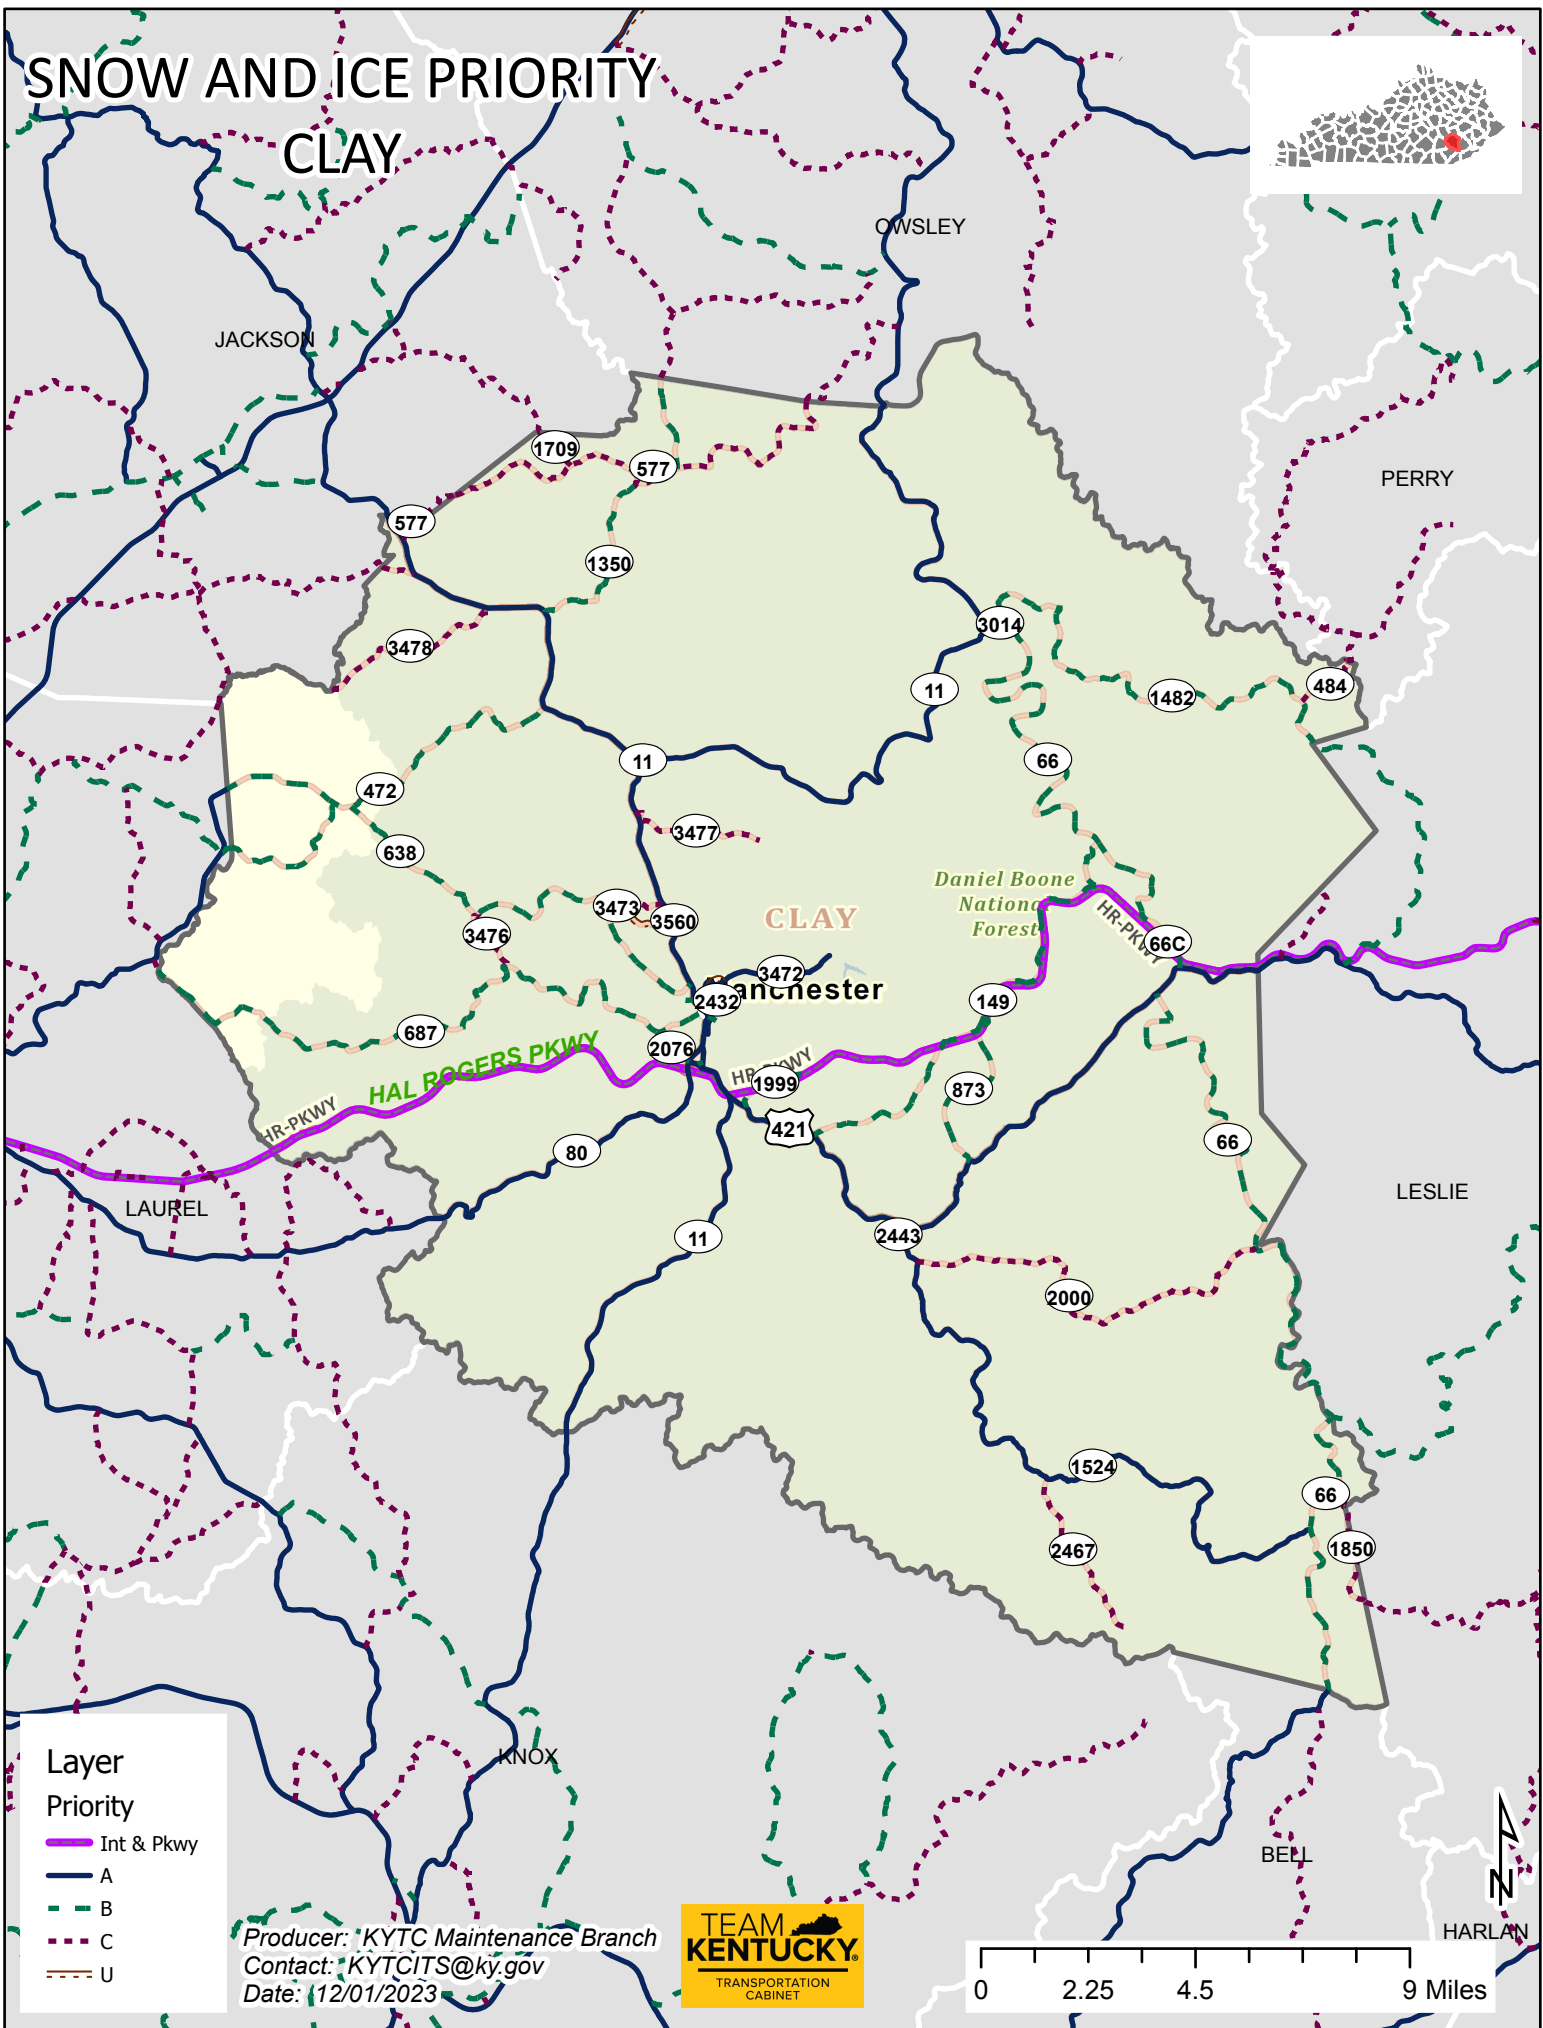 SNOW AND ICE PRIORITY
CLAY
OWSLEY
JACKSON
PERRY
1709
577
577
1350
3014
3478
484
11
1482
11
66
472
3477
638
Daniel Boone
National
Forest
CLAY
3473
3560
3476
HR-PKWY
66C
3472
anchester
2432
149
687
2076
HAL ROGERS PKWY
HR-PKWY
1999
873
HR-PKWY
421
66
80
LESLIE
LAUREL
11
2443
2000
1524
66
2467
1850
KNOX
Layer
Priority
Int & Pkwy
A
B
C
U
BELL
N
HARLAN
Producer: KYTC Maintenance Branch
Contact: KYTCITS@ky.gov
Date: 12/01/2023
TEAM
KENTUCKY
TRANSPORTATION
CABINET
0 2.25 4.5 9 Miles